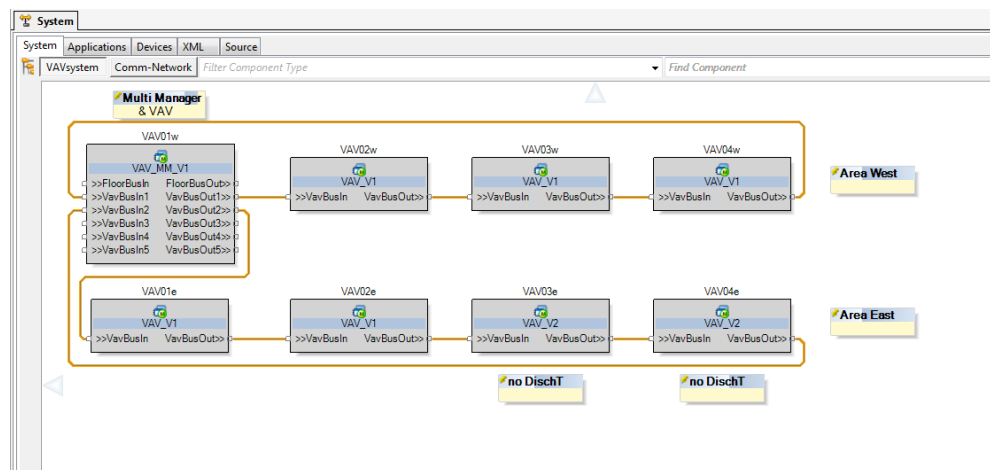 System
System Applications Devices XML Source
VAVsystem Comm-Network Filter Component Type Find Component
Multi Manager
& VAV
VAV01w
VAV_MM_V1
>>FloorBusIn FloorBusOut>>
>>VavBusIn1 VavBusOut1>>
>>VavBusIn2 VavBusOut2>>
>>VavBusIn3 VavBusOut3>>
>>VavBusIn4 VavBusOut4>>
>>VavBusIn5 VavBusOut5>>
VAV02w
VAV_V1
>>VavBusIn VavBusOut>>
VAV03w
VAV_V1
>>VavBusIn VavBusOut>>
VAV04w
VAV_V1
>>VavBusIn VavBusOut>>
Area West
VAV01e
VAV_V1
>>VavBusIn VavBusOut>>
VAV02e
VAV_V1
>>VavBusIn VavBusOut>>
VAV03e
VAV_V2
>>VavBusIn VavBusOut>>
VAV04e
VAV_V2
>>VavBusIn VavBusOut>>
Area East
no DischT
no DischT